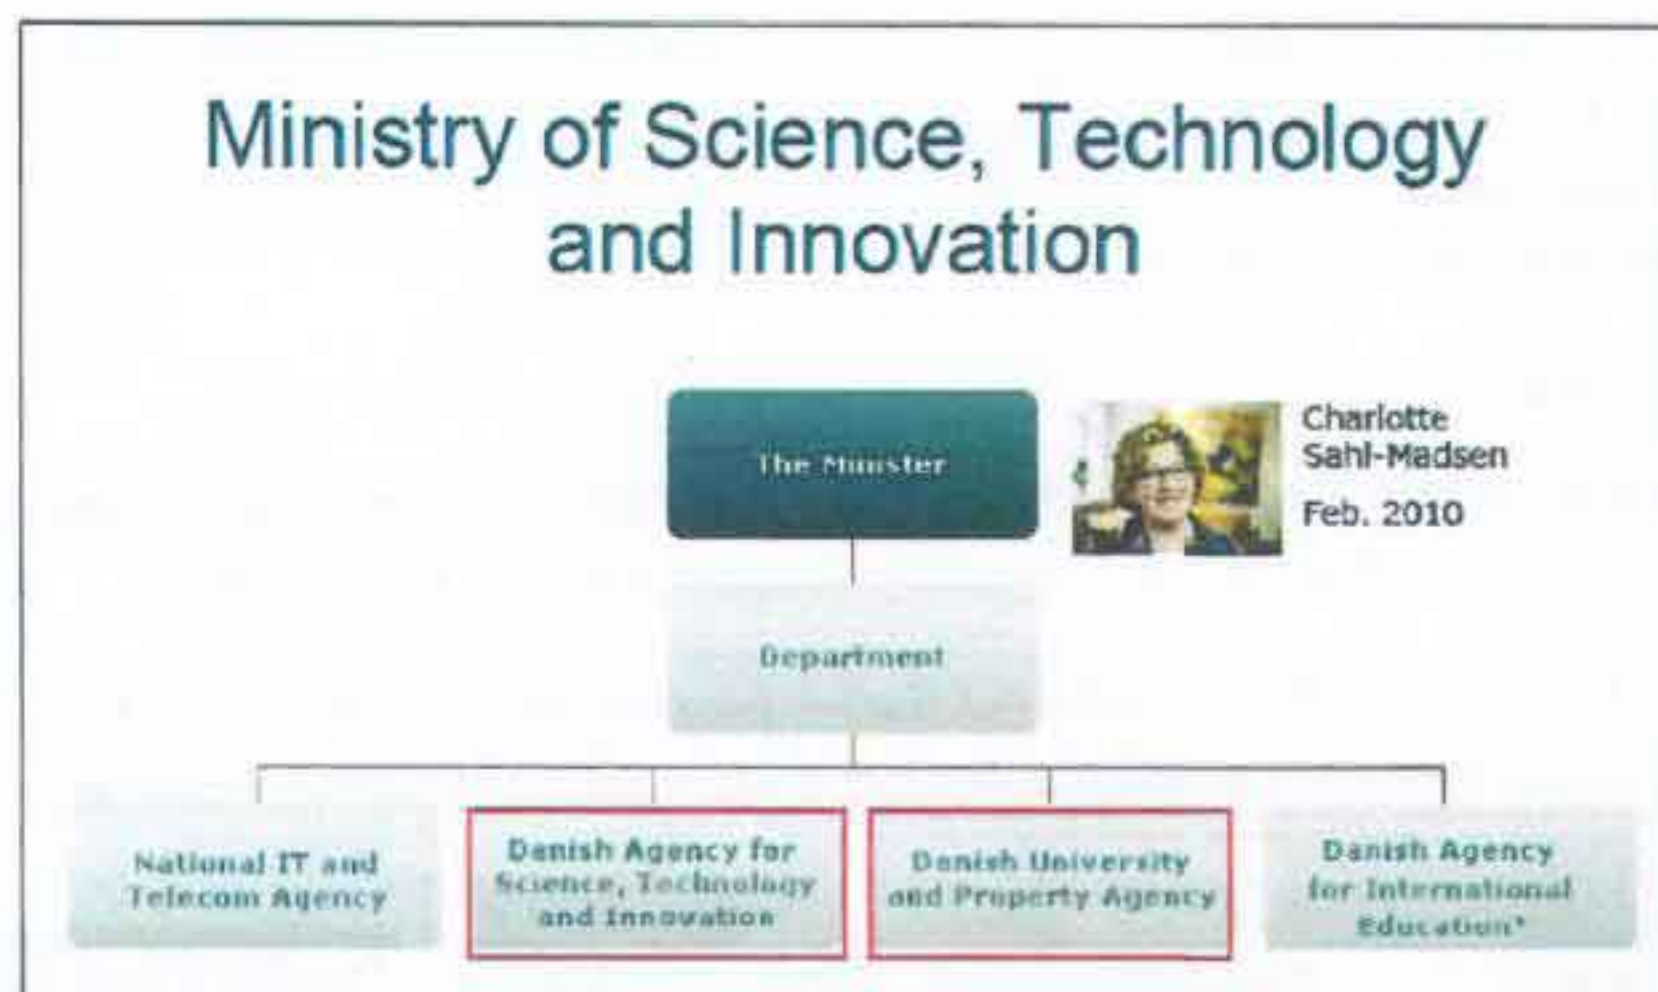 Ministry of Science, Technology
and Innovation
The Minister
Charlotte
Sahl-Madsen
Feb. 2010
Department
National IT and
Telecom Agency
Danish Agency for
Science, Technology
and Innovation
Danish University
and Property Agency
Danish Agency
for International
Education*